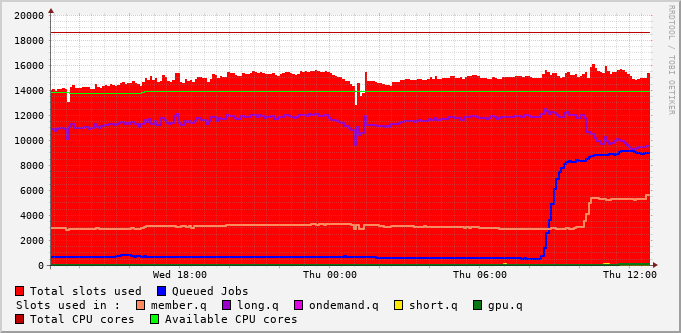 20000
18000
16000
14000
12000
10000
8000
6000
4000
2000
0
Wed 18:00 Thu 00:00 Thu 06:00 Thu 12:00
RRDTOOL / TOBI OETIKER
Total slots used Queued Jobs
Slots used in : member.q long.q ondemand.q short.q gpu.q
Total CPU cores Available CPU cores